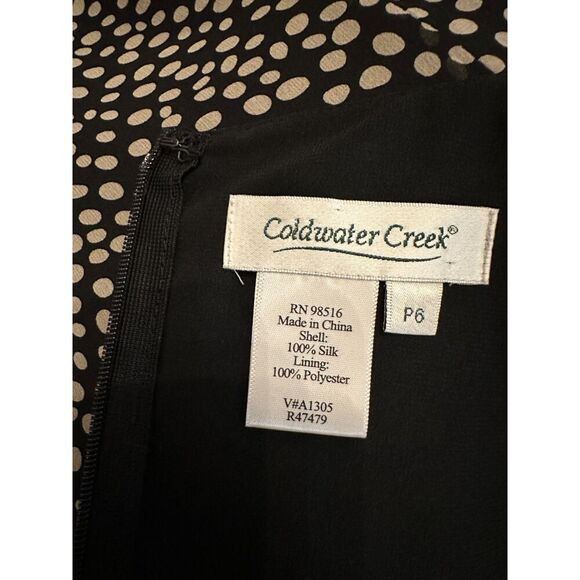 Coldwater Creek®
P6
RN 98516
Made in China
Shell:
100% Silk
Lining:
100% Polyester
V#A1305
R47479